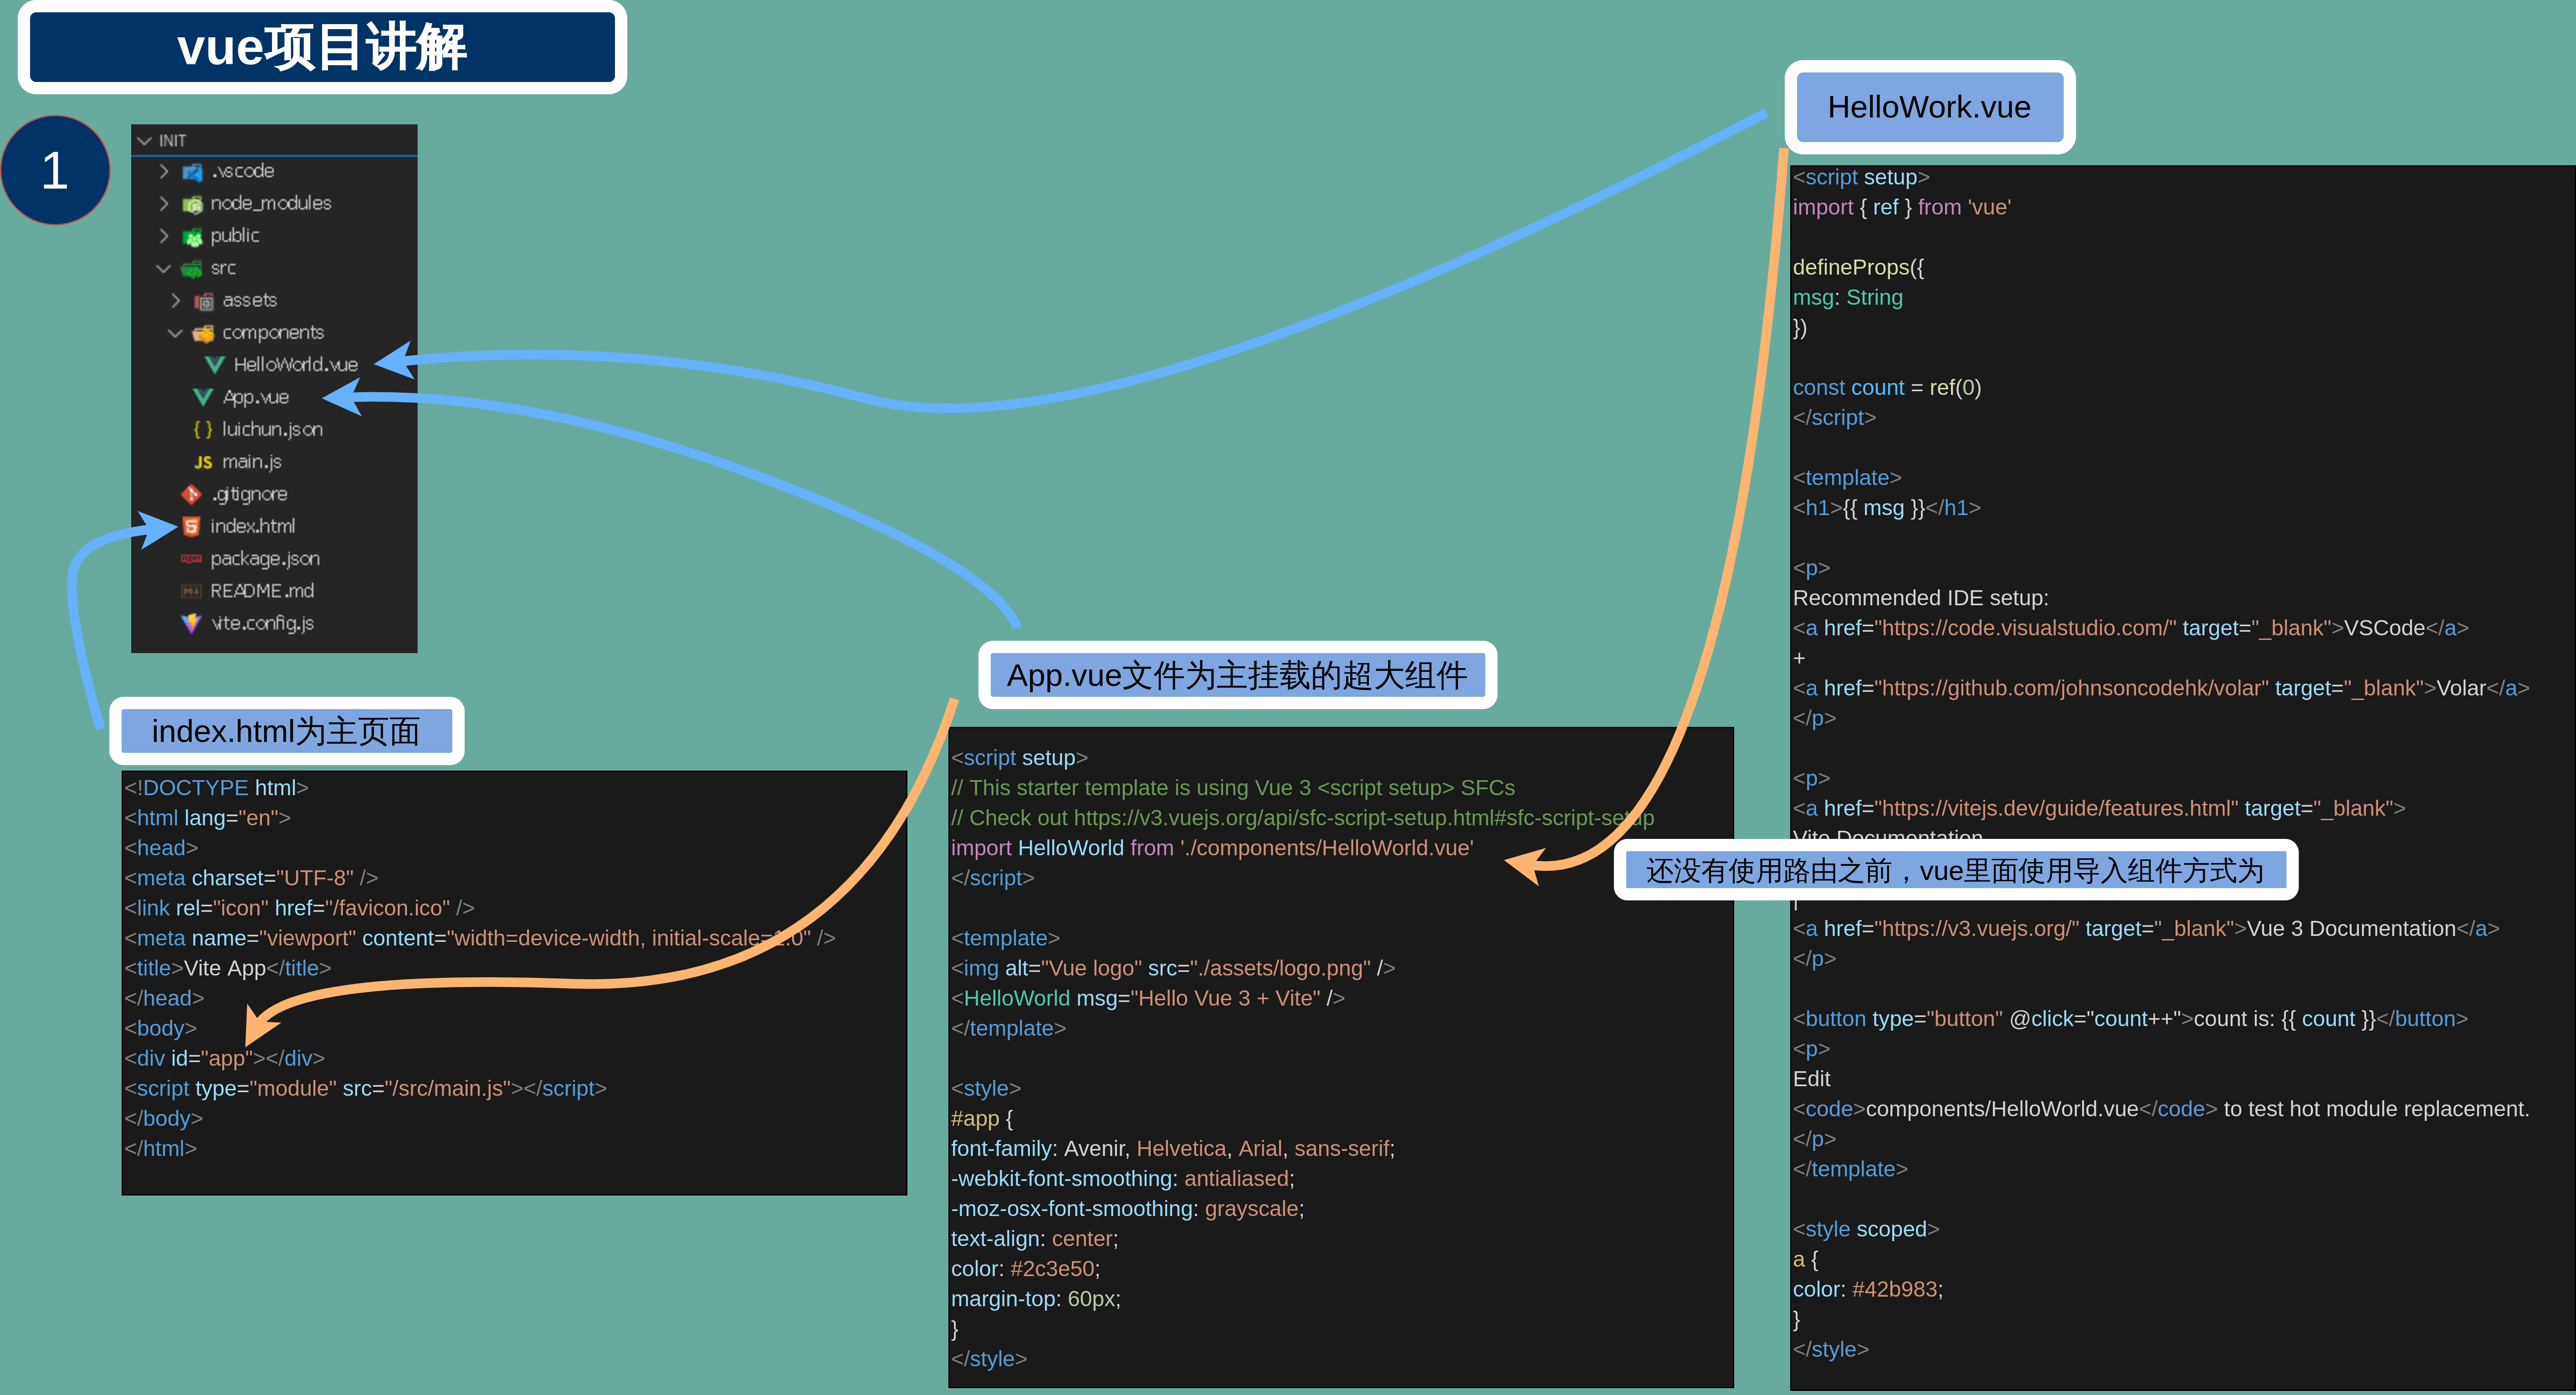 vue项目讲解
1
INIT
.vscode
node_modules
public
src
assets
components
HelloWorld.vue
App.vue
luichun.json
main.js
.gitignore
index.html
package.json
README.md
vite.config.js
index.html为主页面
<!DOCTYPE html>
<html lang="en">
<head>
<meta charset="UTF-8" />
<link rel="icon" href="/favicon.ico" />
<meta name="viewport" content="width=device-width, initial-scale=1.0" />
<title>Vite App</title>
</head>
<body>
<div id="app"></div>
<script type="module" src="/src/main.js"></script>
</body>
</html>
App.vue文件为主挂载的超大组件
<script setup>
// This starter template is using Vue 3 <script setup> SFCs
// Check out https://v3.vuejs.org/api/sfc-script-setup.html#sfc-script-setup
import HelloWorld from './components/HelloWorld.vue'
</script>
<template>
<img alt="Vue logo" src="./assets/logo.png" />
<HelloWorld msg="Hello Vue 3 + Vite" />
</template>
<style>
#app {
font-family: Avenir, Helvetica, Arial, sans-serif;
-webkit-font-smoothing: antialiased;
-moz-osx-font-smoothing: grayscale;
text-align: center;
color: #2c3e50;
margin-top: 60px;
}
</style>
HelloWork.vue
<script setup>
import { ref } from 'vue'
defineProps({
msg: String
})
const count = ref(0)
</script>
<template>
<h1>{{ msg }}</h1>
<p>
Recommended IDE setup:
<a href="https://code.visualstudio.com/" target="_blank">VSCode</a>
+
<a href="https://github.com/johnsoncodehk/volar" target="_blank">Volar</a>
</p>
<p>
<a href="https://vitejs.dev/guide/features.html" target="_blank">
Vite Documentation
还没有使用路由之前，vue里面使用导入组件方式为
<a href="https://v3.vuejs.org/" target="_blank">Vue 3 Documentation</a>
</p>
<button type="button" @click="count++">count is: {{ count }}</button>
<p>
Edit
<code>components/HelloWorld.vue</code> to test hot module replacement.
</p>
</template>
<style scoped>
a {
color: #42b983;
}
</style>